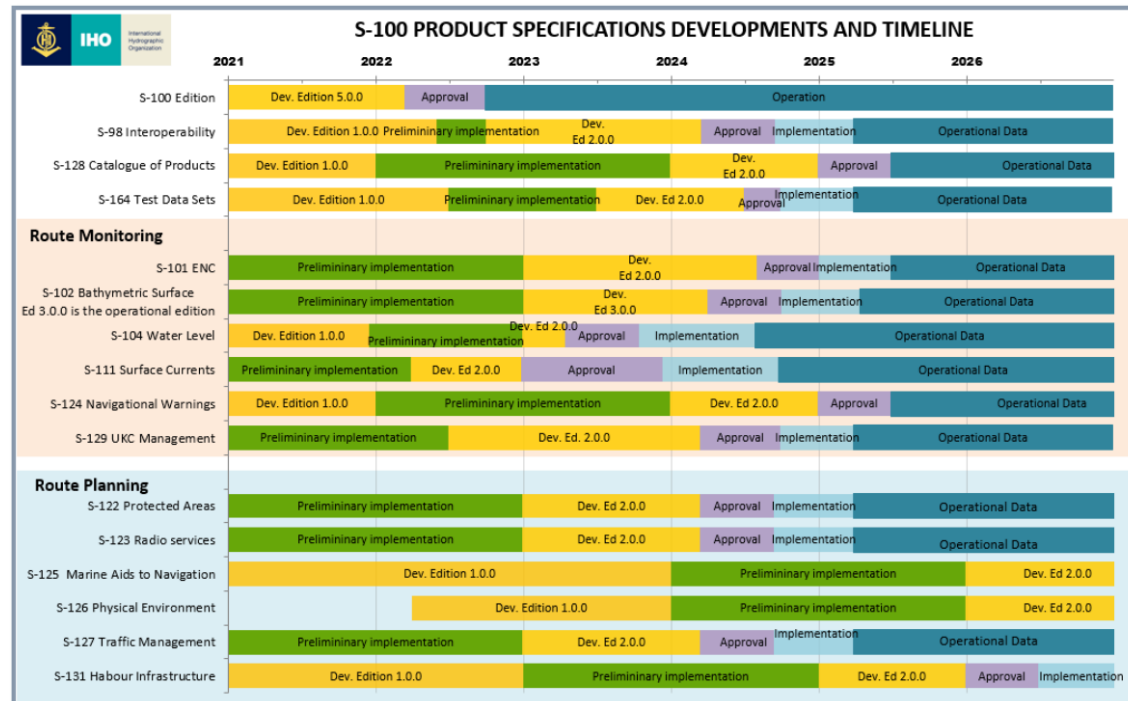 IHO
International
Hydrographic
Organization
S-100 PRODUCT SPECIFICATIONS DEVELOPMENTS AND TIMELINE
2021 2022 2023 2024 2025 2026
S-100 Edition Dev. Edition 5.0.0 Approval Operation
S-98 Interoperability Dev. Edition 1.0.0 Prelimininary implementation Dev. Ed 2.0.0 Approval Implementation Operational Data
S-128 Catalogue of Products Dev. Edition 1.0.0 Prelimininary implementation Dev. Ed 2.0.0 Approval Operational Data
S-164 Test Data Sets Dev. Edition 1.0.0 Prelimininary implementation Dev. Ed 2.0.0 Approval Implementation Operational Data
Route Monitoring
S-101 ENC Prelimininary implementation Dev. Ed 2.0.0 Approval Implementation Operational Data
S-102 Bathymetric Surface
Ed 3.0.0 is the operational edition Prelimininary implementation Dev. Ed 3.0.0 Approval Implementation Operational Data
S-104 Water Level Dev. Edition 1.0.0 Prelimininary implementation Dev. Ed 2.0.0 Approval Implementation Operational Data
S-111 Surface Currents Prelimininary implementation Dev. Ed 2.0.0 Approval Implementation Operational Data
S-124 Navigational Warnings Dev. Edition 1.0.0 Prelimininary implementation Dev. Ed 2.0.0 Approval Operational Data
S-129 UKC Management Prelimininary implementation Dev. Ed. 2.0.0 Approval Implementation Operational Data
Route Planning
S-122 Protected Areas Prelimininary implementation Dev. Ed 2.0.0 Approval Implementation Operational Data
S-123 Radio services Prelimininary implementation Dev. Ed 2.0.0 Approval Implementation Operational Data
S-125 Marine Aids to Navigation Dev. Edition 1.0.0 Prelimininary implementation Dev. Ed 2.0.0
S-126 Physical Environment Dev. Edition 1.0.0 Prelimininary implementation Dev. Ed 2.0.0
S-127 Traffic Management Prelimininary implementation Dev. Ed 2.0.0 Approval Implementation Operational Data
S-131 Habour Infrastructure Dev. Edition 1.0.0 Prelimininary implementation Dev. Ed 2.0.0 Approval Implementation